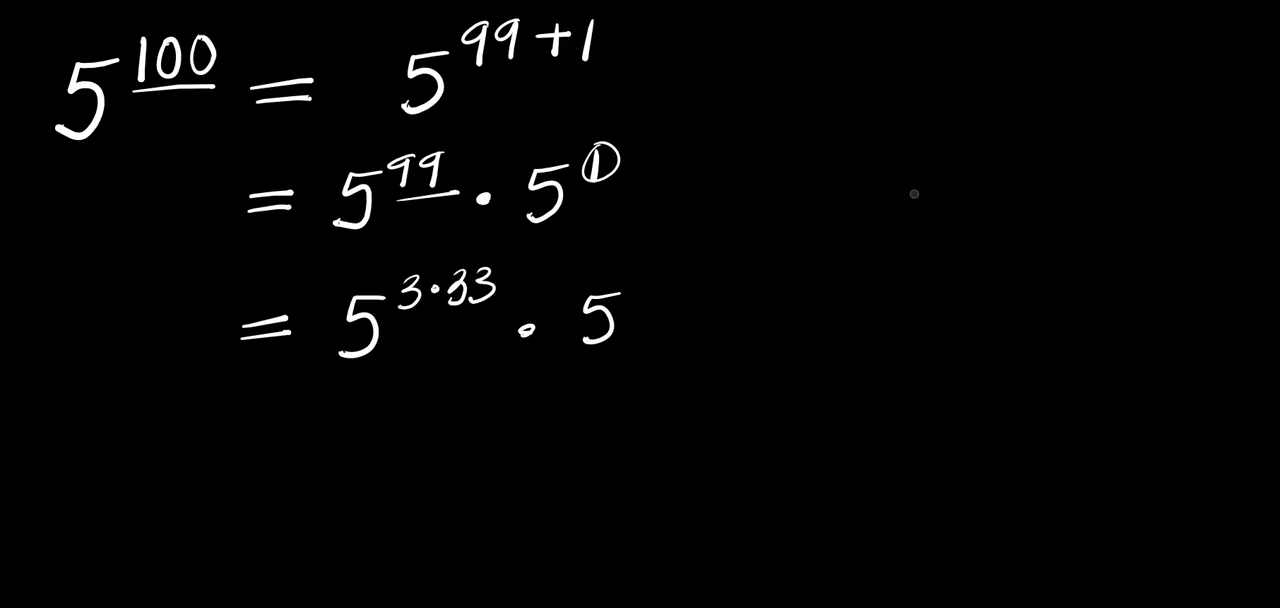 5^100 = 5^99+1
= 5^99 · 5^1
= 5^3·33 · 5